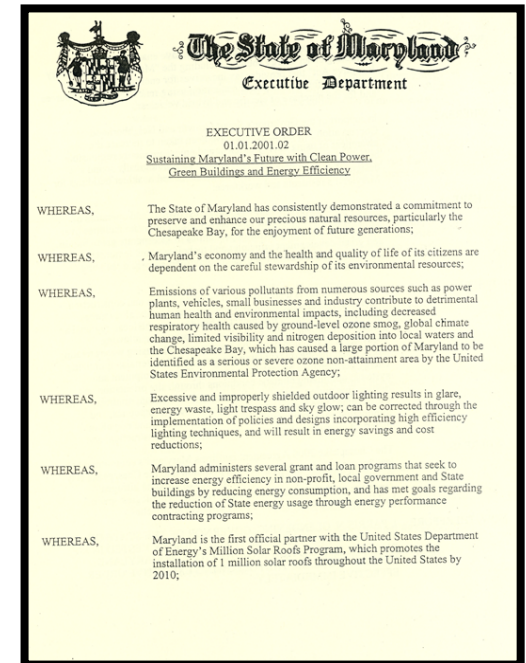 The State of Maryland
Executive Department
EXECUTIVE ORDER
01.01.2001.02
Sustaining Maryland's Future with Clean Power,
Green Buildings and Energy Efficiency
WHEREAS, The State of Maryland has consistently demonstrated a commitment to
preserve and enhance our precious natural resources, particularly the
Chesapeake Bay, for the enjoyment of future generations;
WHEREAS, Maryland's economy and the health and quality of life of its citizens are
dependent on the careful stewardship of its environmental resources;
WHEREAS, Emissions of various pollutants from numerous sources such as power
plants, vehicles, small businesses and industry contribute to detrimental
human health and environmental impacts, including decreased
respiratory health caused by ground-level ozone smog, global climate
change, limited visibility and nitrogen deposition into local waters and
the Chesapeake Bay, which has caused a large portion of Maryland to be
identified as a serious or severe ozone non-attainment area by the United
States Environmental Protection Agency;
WHEREAS, Excessive and improperly shielded outdoor lighting results in glare,
energy waste, light trespass and sky glow; can be corrected through the
implementation of policies and designs incorporating high efficiency
lighting techniques, and will result in energy savings and cost
reductions;
WHEREAS, Maryland administers several grant and loan programs that seek to
increase energy efficiency in non-profit, local government and State
buildings by reducing energy consumption, and has met goals regarding
the reduction of State energy usage through energy performance
contracting programs;
WHEREAS, Maryland is the first official partner with the United States Department
of Energy's Million Solar Roofs Program, which promotes the
installation of 1 million solar roofs throughout the United States by
2010;